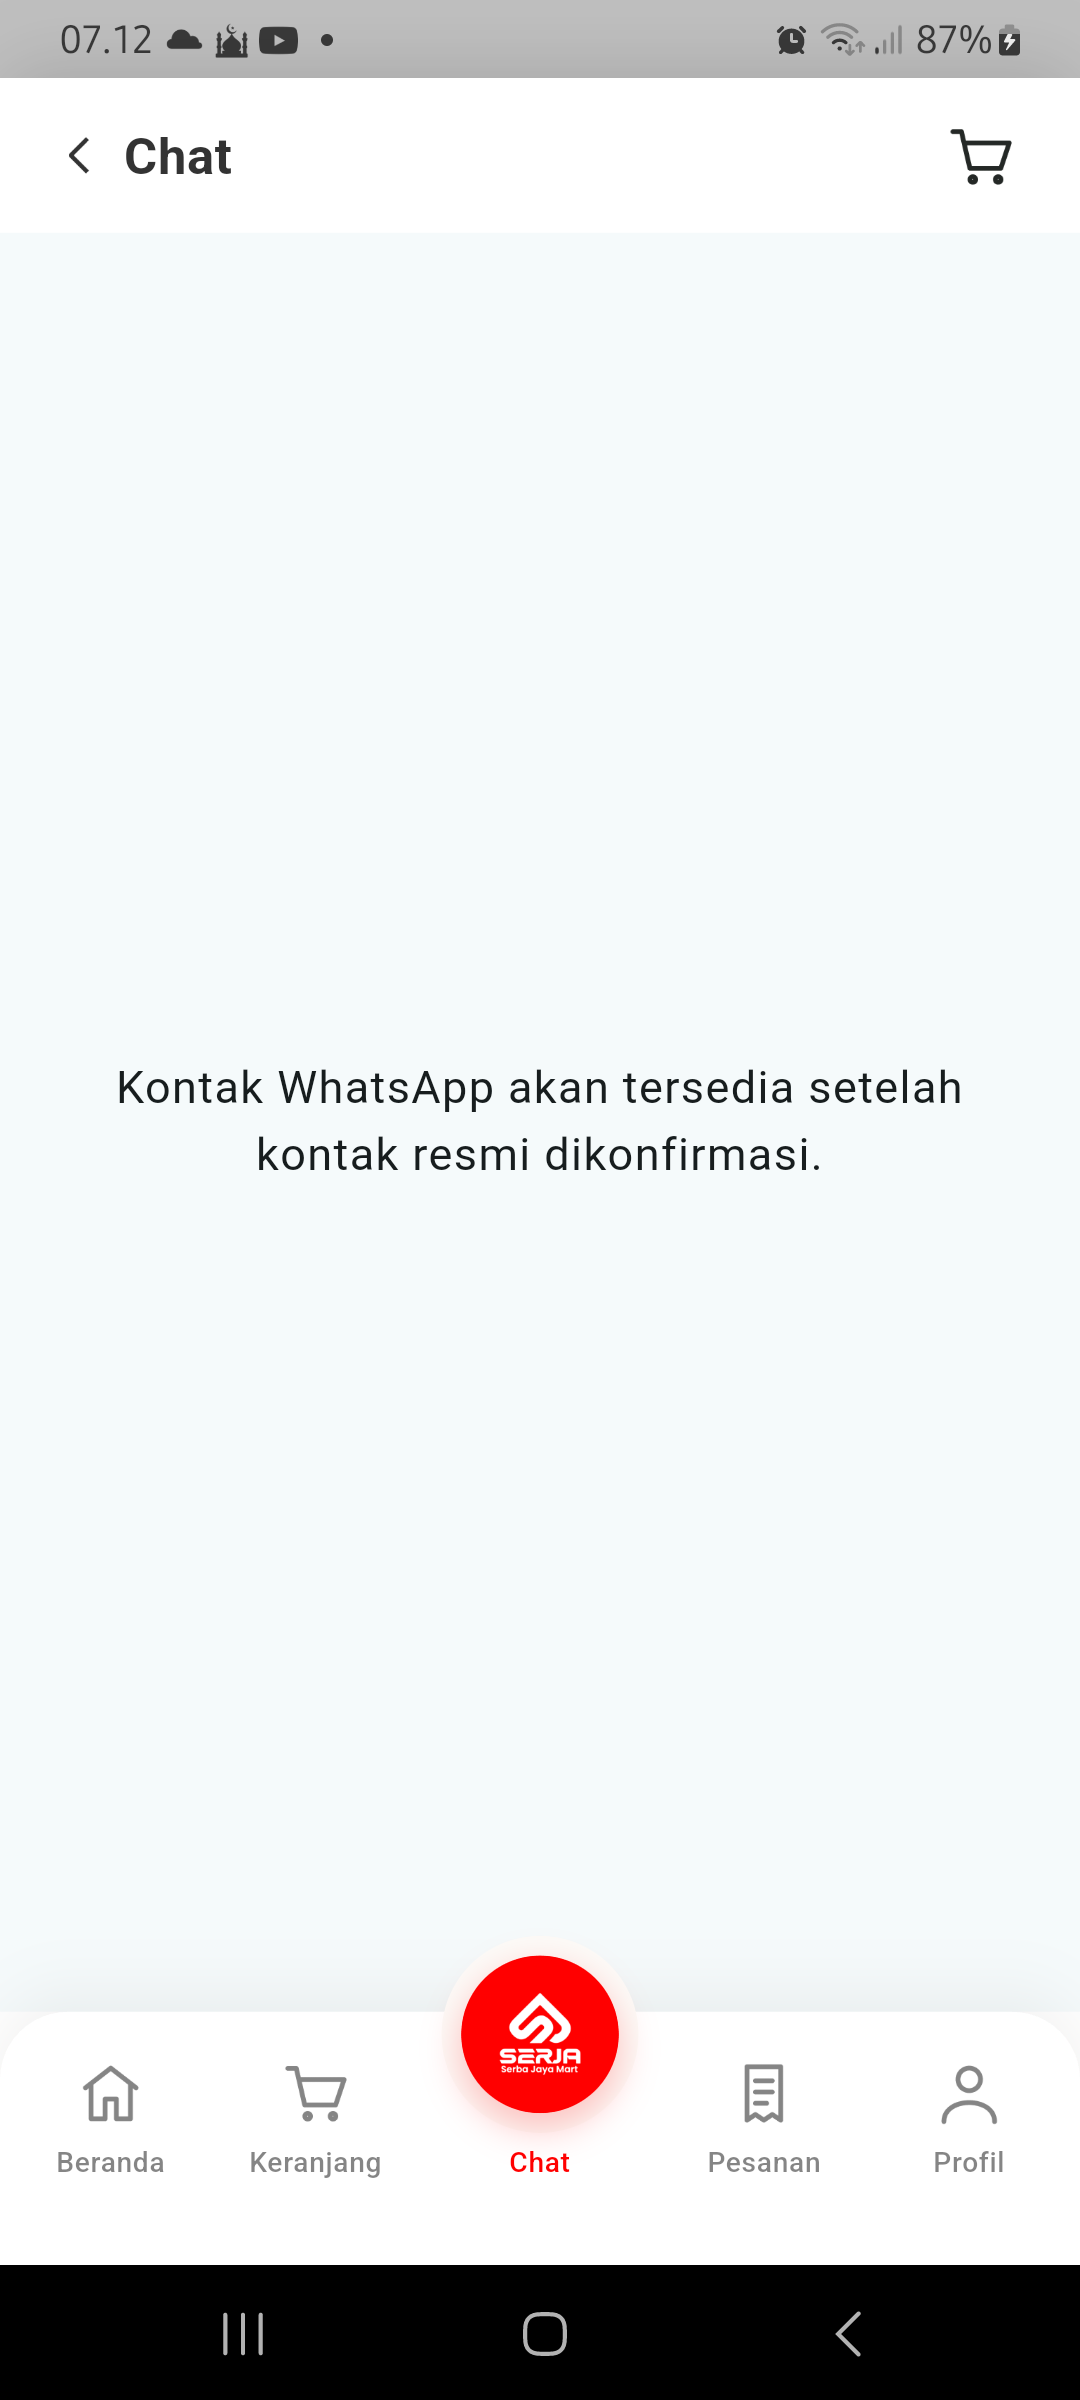 07.12
87%
Chat
Kontak WhatsApp akan tersedia setelah
kontak resmi dikonfirmasi.
SERJA
Serba Jaya Mart
Beranda
Keranjang
Chat
Pesanan
Profil